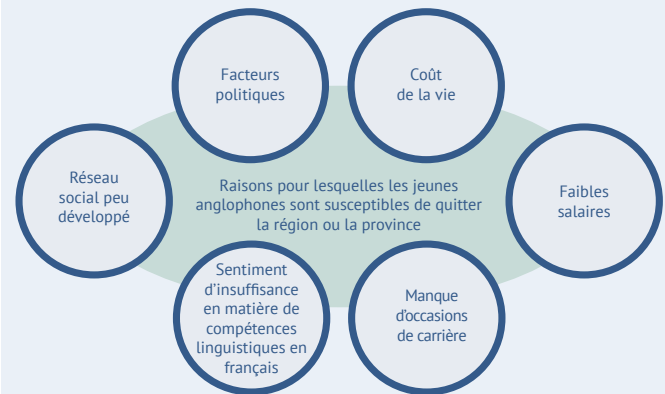 Facteurs
politiques
Coût
de la vie
Réseau
social peu
développé
Raisons pour lesquelles les jeunes
anglophones sont susceptibles de quitter
la région ou la province
Faibles
salaires
Sentiment
d’insuffisance
en matière de
compétences
linguistiques en
français
Manque
d’occasions
de carrière